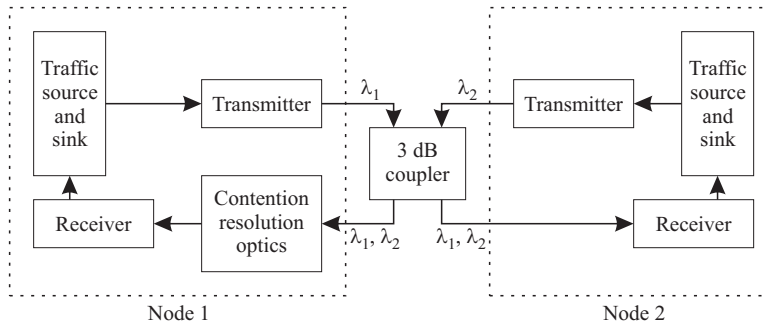 Traffic
source
and
sink
Transmitter
λ1
λ2
Transmitter
Traffic
source
and
sink
3 dB
coupler
Receiver
Contention
resolution
optics
λ1, λ2
λ1, λ2
Receiver
Node 1
Node 2